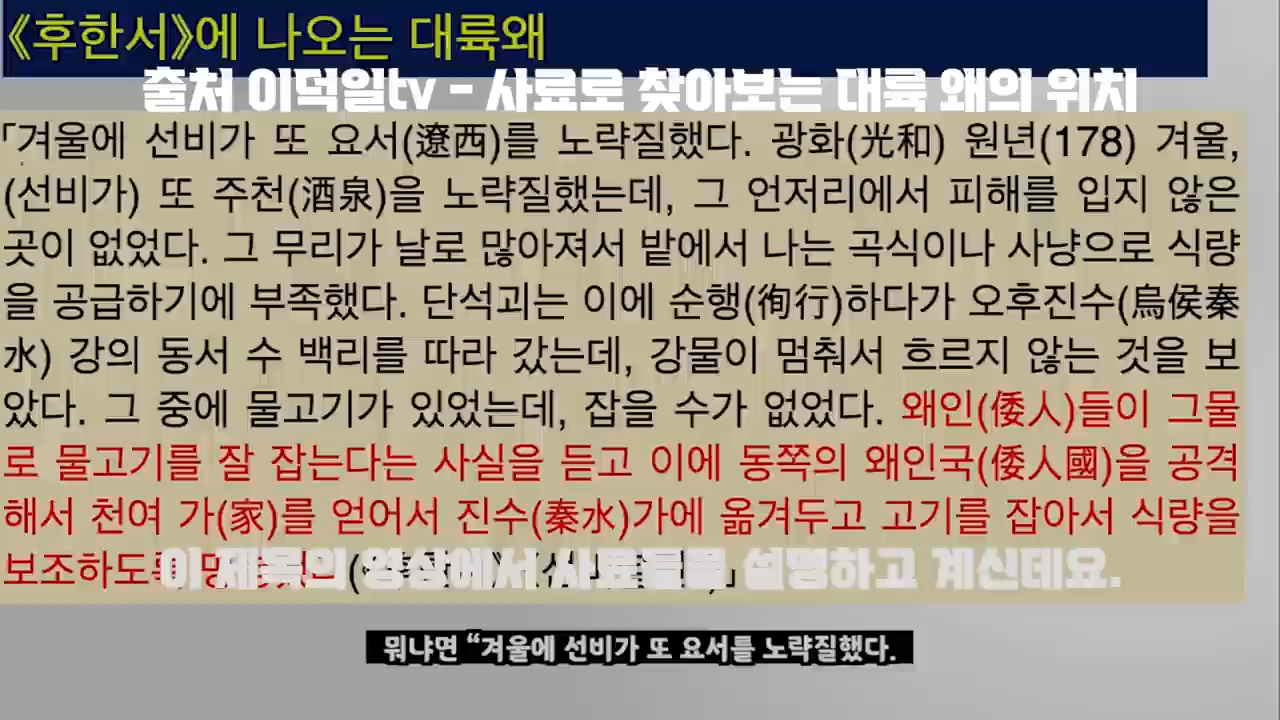 《후한서》에 나오는 대륙왜
출처 이덕일tv - 사료로 찾아보는 대륙 왜의 위치
「겨울에 선비가 또 요서(遼西)를 노략질했다. 광화(光和) 원년(178) 겨울,
(선비가) 또 주천(酒泉)을 노략질했는데, 그 언저리에서 피해를 입지 않은
곳이 없었다. 그 무리가 날로 많아져서 밭에서 나는 곡식이나 사냥으로 식량
을 공급하기에 부족했다. 단석괴는 이에 순행(徇行)하다가 오후진수(烏侯秦
水) 강의 동서 수 백리를 따라 갔는데, 강물이 멈춰서 흐르지 않는 것을 보
았다. 그 중에 물고기가 있었는데, 잡을 수가 없었다. 왜인(倭人)들이 그물
로 물고기를 잘 잡는다는 사실을 듣고 이에 동쪽의 왜인국(倭人國)을 공격
해서 천여 가(家)를 얻어서 진수(秦水)가에 옮겨두고 고기를 잡아서 식량을
보조하도록
이 제목의 영상에서 사료들을 설명하고 계신데요.
뭐냐면 “겨울에 선비가 또 요서를 노략질했다.